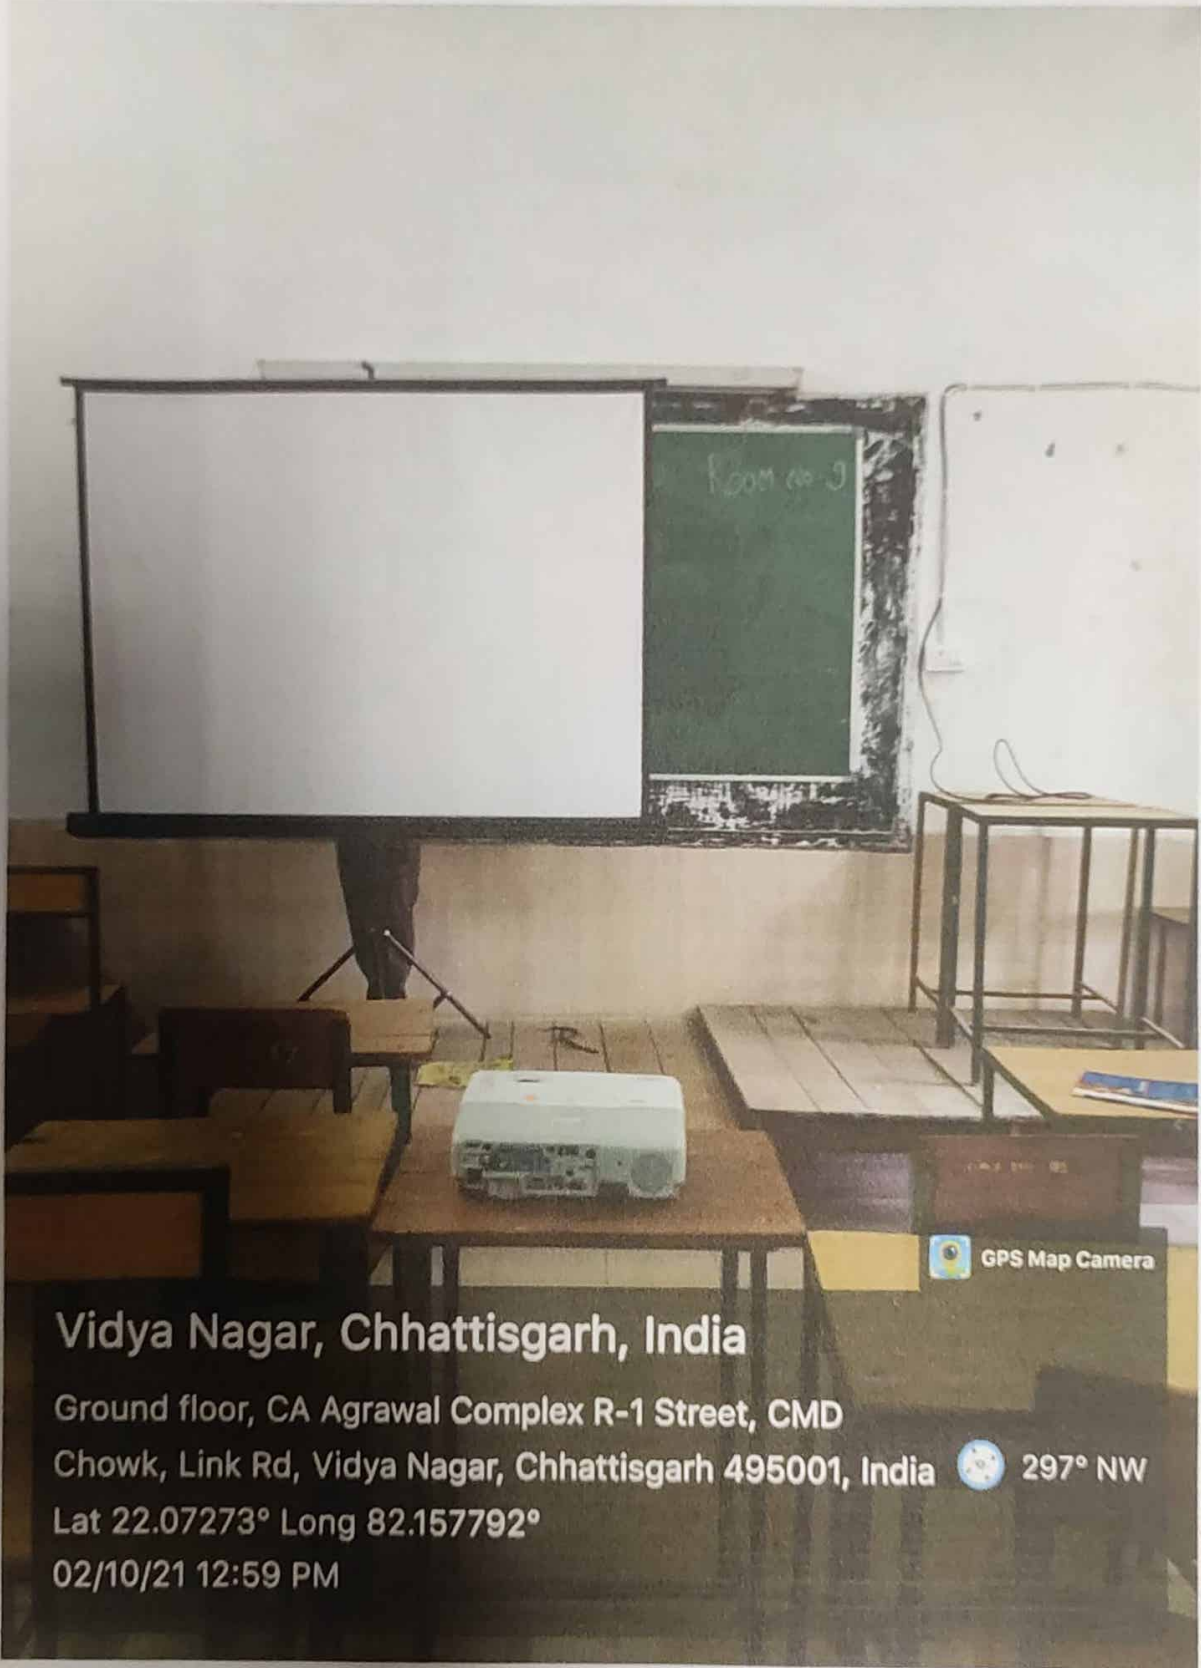 Room No-9
GPS Map Camera
Vidya Nagar, Chhattisgarh, India
Ground floor, CA Agrawal Complex R-1 Street, CMD
Chowk, Link Rd, Vidya Nagar, Chhattisgarh 495001, India
297° NW
Lat 22.07273° Long 82.157792°
02/10/21 12:59 PM